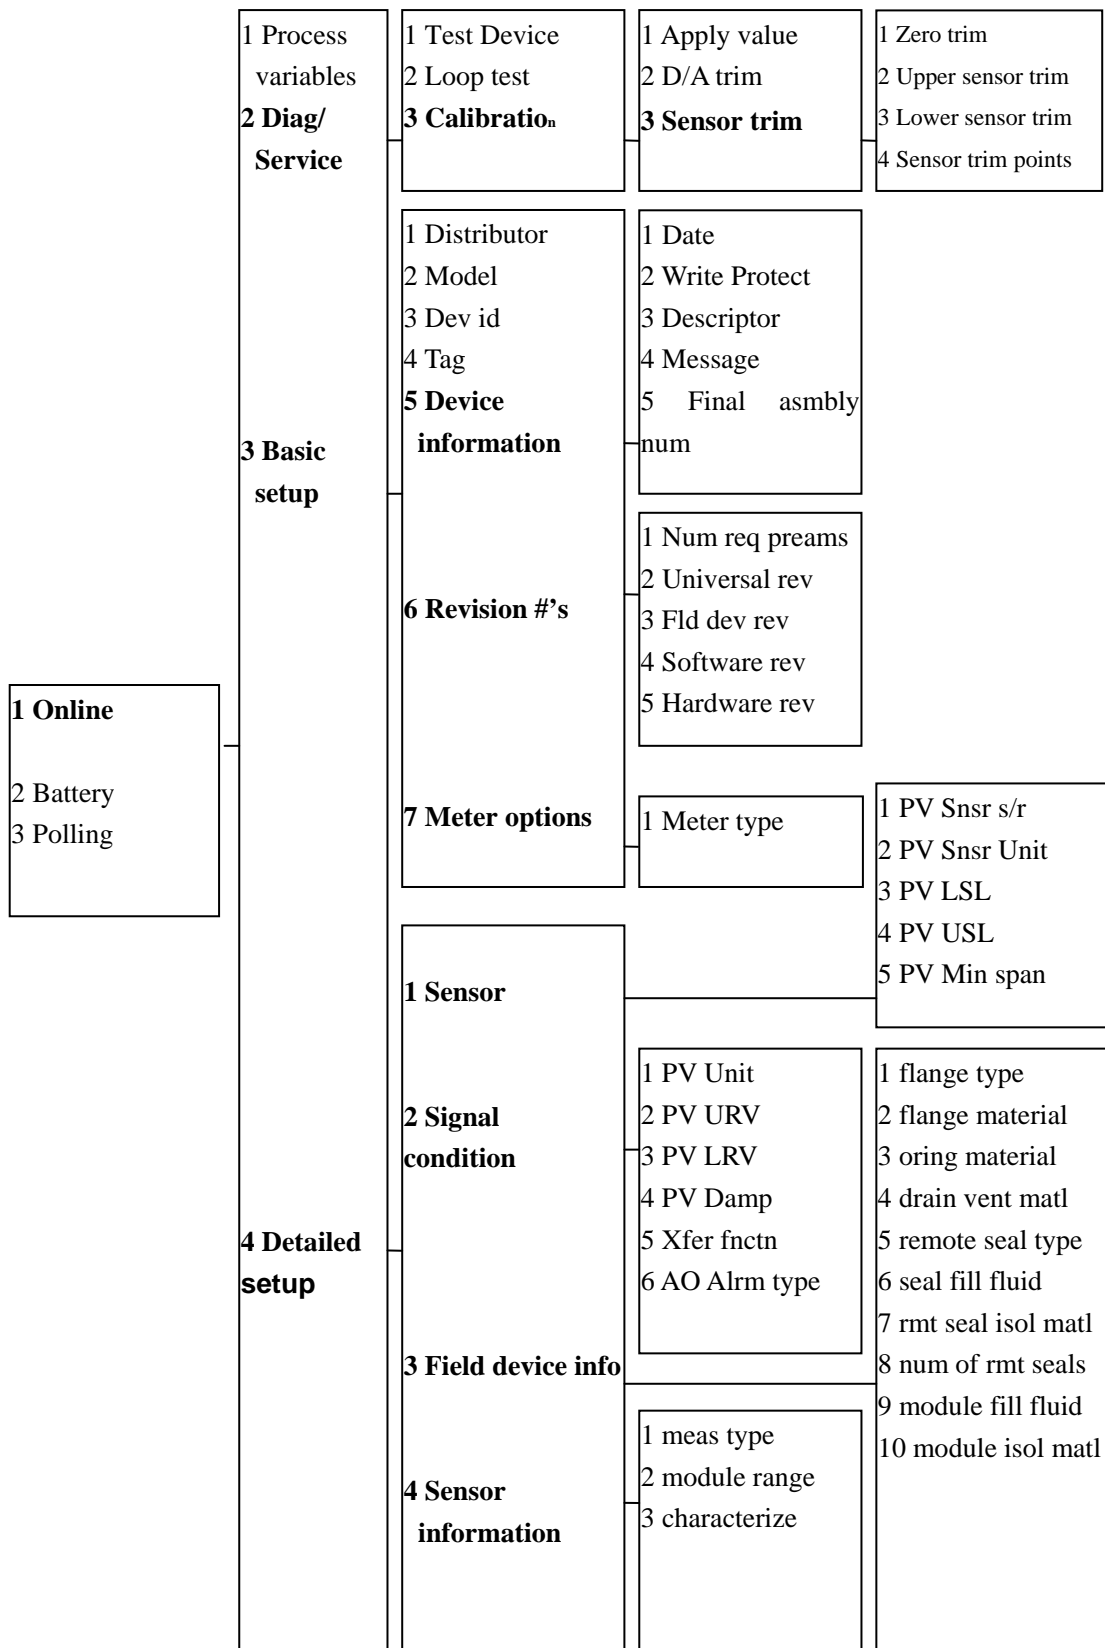 1 Online
2 Battery
3 Polling
1 Process
variables
2 Diag/
Service
3 Basic
setup
4 Detailed
setup
1 Test Device
2 Loop test
3 Calibration
1 Apply value
2 D/A trim
3 Sensor trim
1 Zero trim
2 Upper sensor trim
3 Lower sensor trim
4 Sensor trim points
1 Distributor
2 Model
3 Dev id
4 Tag
5 Device
information
6 Revision #’s
7 Meter options
1 Date
2 Write Protect
3 Descriptor
4 Message
5 Final asmbly
num
1 Num req preams
2 Universal rev
3 Fld dev rev
4 Software rev
5 Hardware rev
1 Meter type
1 Sensor
2 Signal
condition
3 Field device info
4 Sensor
information
1 PV Snsr s/r
2 PV Snsr Unit
3 PV LSL
4 PV USL
5 PV Min span
1 PV Unit
2 PV URV
3 PV LRV
4 PV Damp
5 Xfer fnctn
6 AO Alrm type
1 flange type
2 flange material
3 oring material
4 drain vent matl
5 remote seal type
6 seal fill fluid
7 rmt seal isol matl
8 num of rmt seals
9 module fill fluid
10 module isol matl
1 meas type
2 module range
3 characterize